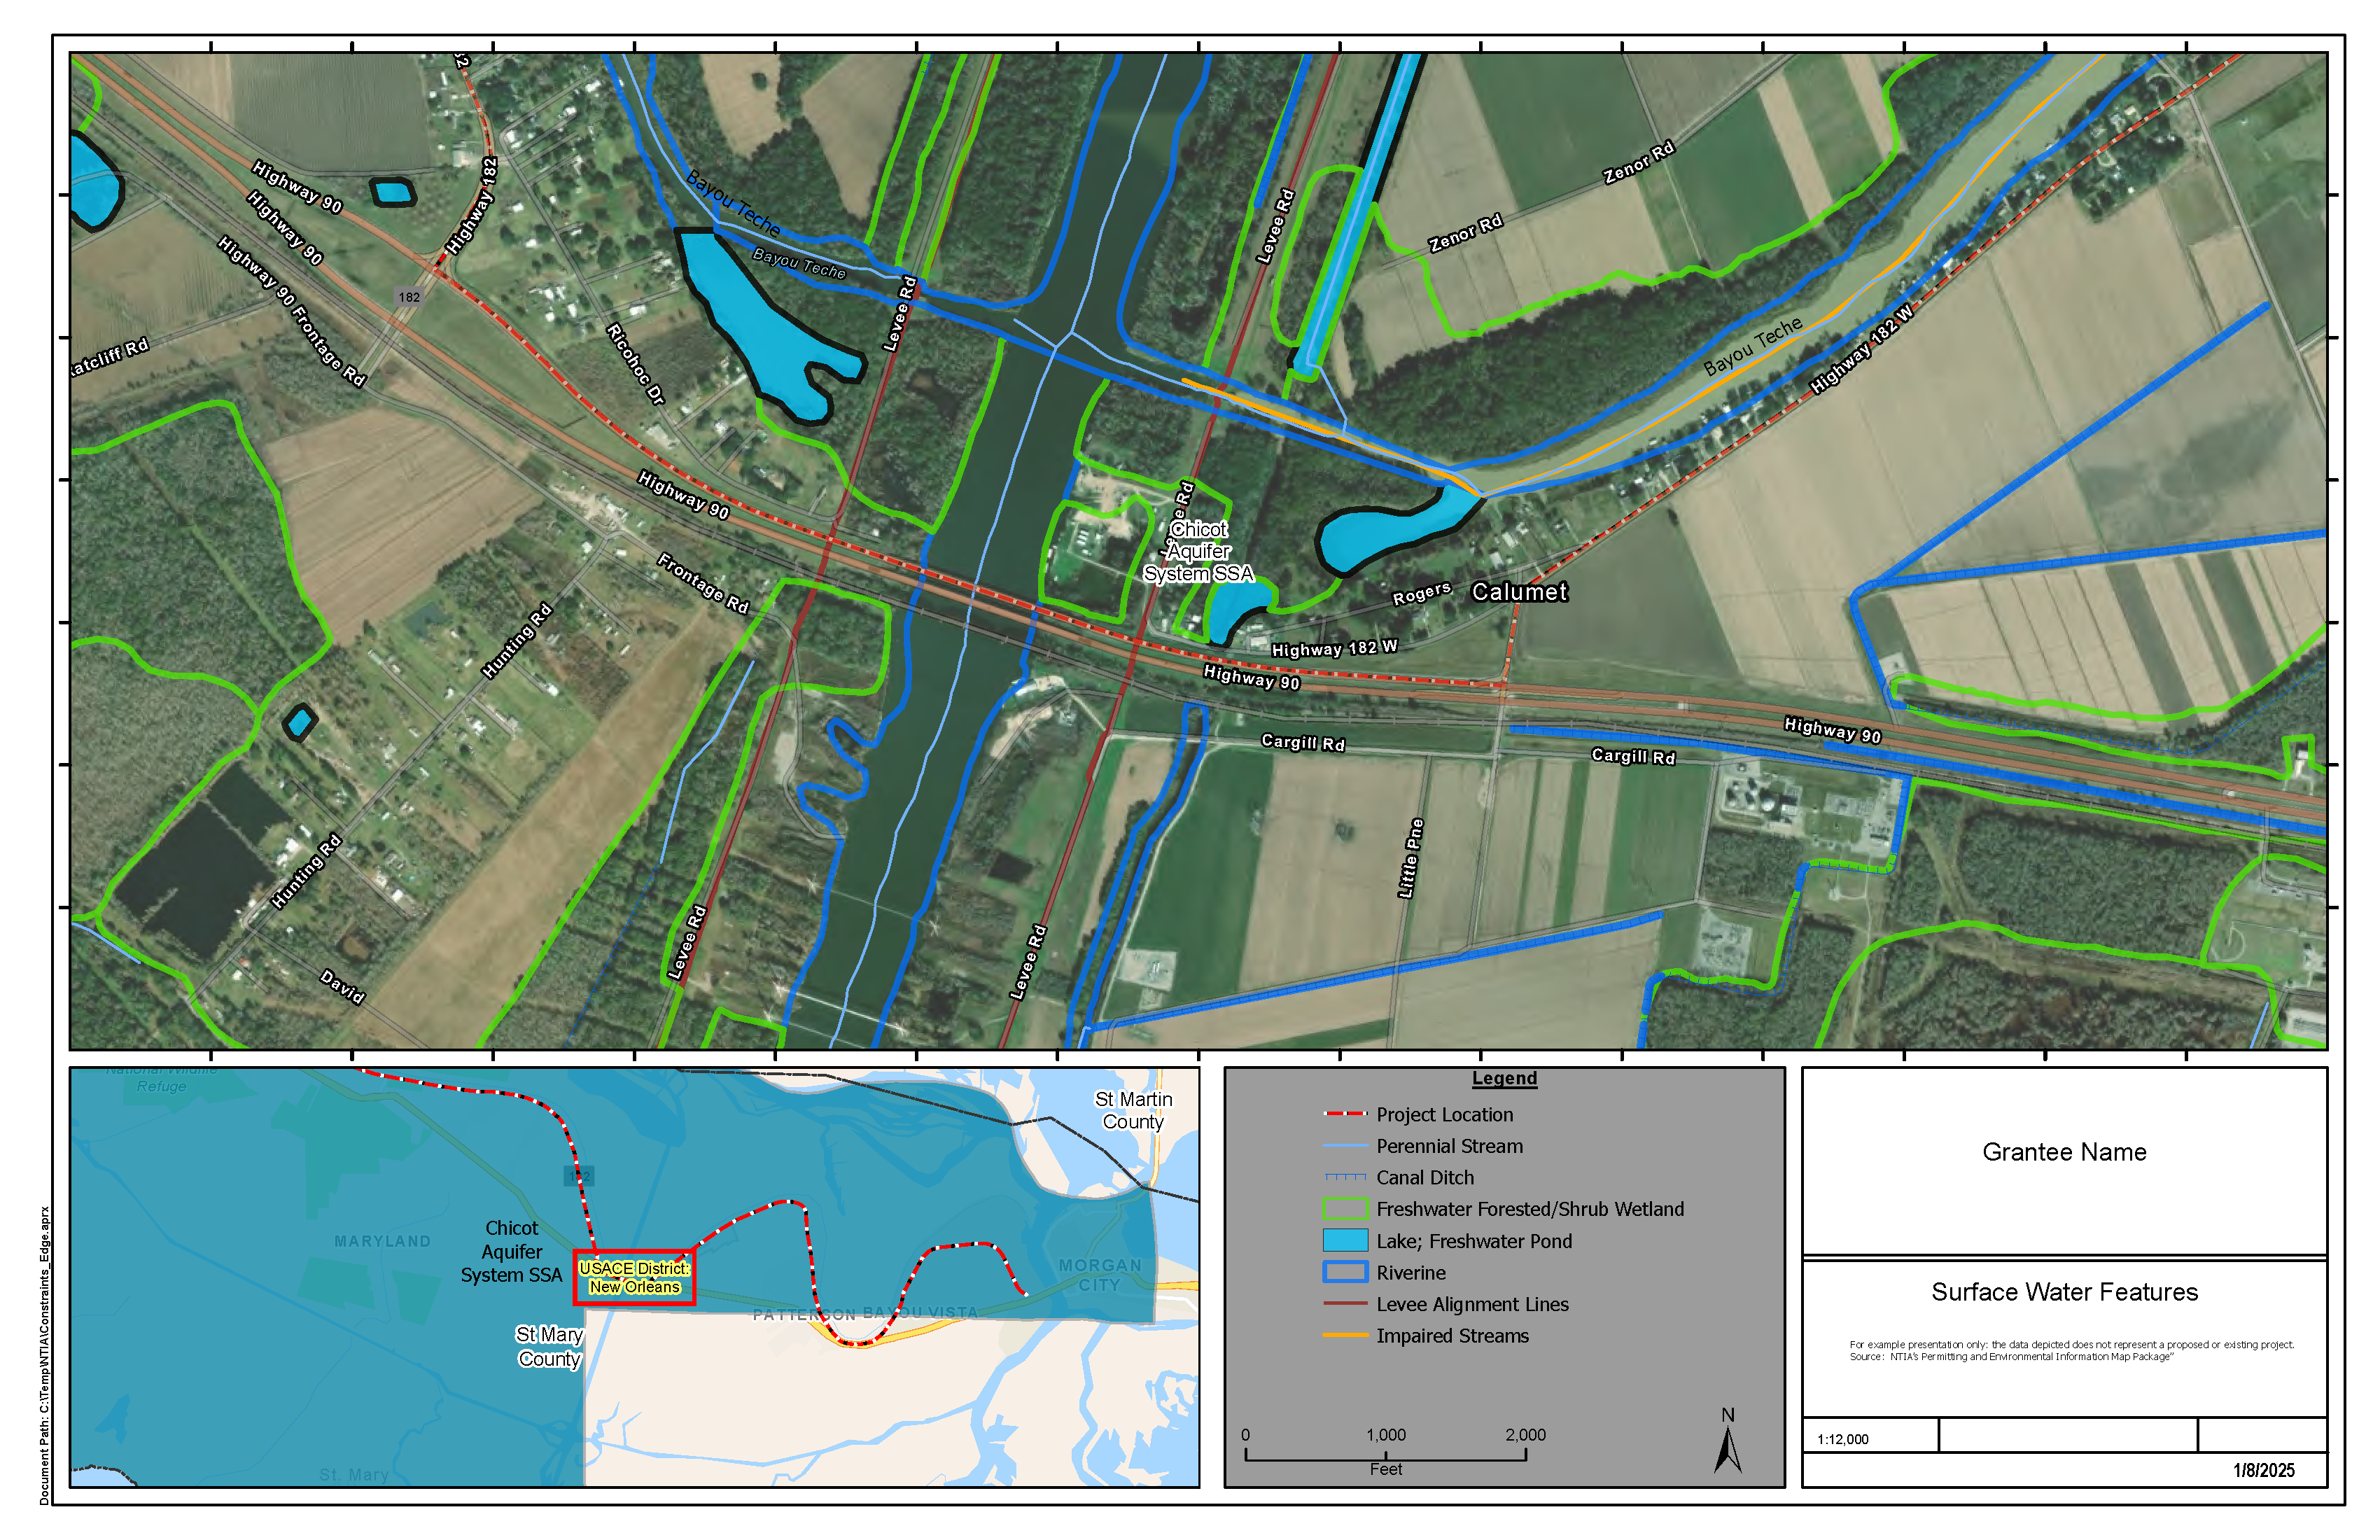 82
Highway 90
Highway 182
Highway 90
Highway 90 Frontage Rd
182
atcliff Rd
Ricohoc Dr
Bayou Teche
Bayou Teche
Levee Rd
Levee Rd
Zenor Rd
Zenor Rd
Bayou Teche
Highway 182 W
Highway 90
Frontage Rd
Hunting Rd
Hunting Rd
David
Levee Rd
Chicot
Aquifer
System SSA
Rogers
Calumet
Highway 182 W
Highway 90
Cargill Rd
Cargill Rd
Highway 90
Little Pne
Levee Rd
Levee Rd
National Wildlife
Refuge
182
MARYLAND
Chicot
Aquifer
System SSA
USACE District:
New Orleans
St Mary
County
PATTERSON
BAYOU VISTA
MORGAN
CITY
St Martin
County
St. Mary
Legend
Project Location
Perennial Stream
Canal Ditch
Freshwater Forested/Shrub Wetland
Lake; Freshwater Pond
Riverine
Levee Alignment Lines
Impaired Streams
0 1,000 2,000
Feet
N
Grantee Name
Surface Water Features
For example presentation only: the data depicted does not represent a proposed or existing project.
Source: NTIA's Permitting and Environmental Information Map Package"
1:12,000
1/8/2025
Document Path: C:\Temp\NTIA\Constraints_Edge.aprx